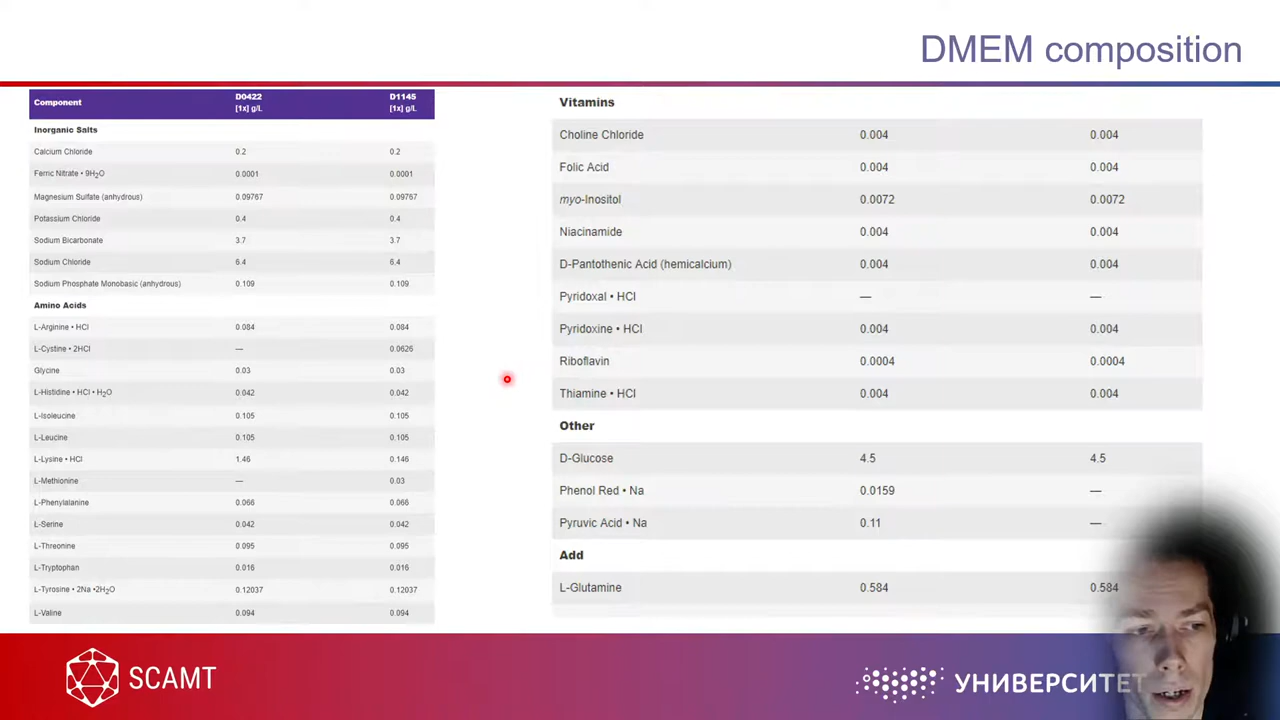 DMEM composition
Component D0422 [1x] g/L D1145 [1x] g/L
Inorganic Salts
Calcium Chloride 0.2 0.2
Ferric Nitrate • 9H2O 0.0001 0.0001
Magnesium Sulfate (anhydrous) 0.09767 0.09767
Potassium Chloride 0.4 0.4
Sodium Bicarbonate 3.7 3.7
Sodium Chloride 6.4 6.4
Sodium Phosphate Monobasic (anhydrous) 0.109 0.109
Amino Acids
L-Arginine • HCl 0.084 0.084
L-Cystine • 2HCl — 0.0626
Glycine 0.03 0.03
L-Histidine • HCl • H2O 0.042 0.042
L-Isoleucine 0.105 0.105
L-Leucine 0.105 0.105
L-Lysine • HCl 1.46 0.146
L-Methionine — 0.03
L-Phenylalanine 0.066 0.066
L-Serine 0.042 0.042
L-Threonine 0.095 0.095
L-Tryptophan 0.016 0.016
L-Tyrosine • 2Na •2H2O 0.12037 0.12037
L-Valine 0.094 0.094
Vitamins
Choline Chloride 0.004 0.004
Folic Acid 0.004 0.004
myo-Inositol 0.0072 0.0072
Niacinamide 0.004 0.004
D-Pantothenic Acid (hemicalcium) 0.004 0.004
Pyridoxal • HCl — —
Pyridoxine • HCl 0.004 0.004
Riboflavin 0.0004 0.0004
Thiamine • HCl 0.004 0.004
Other
D-Glucose 4.5 4.5
Phenol Red • Na 0.0159 —
Pyruvic Acid • Na 0.11 —
Add
L-Glutamine 0.584 0.584
SCAMT
УНИВЕРСИТЕТ